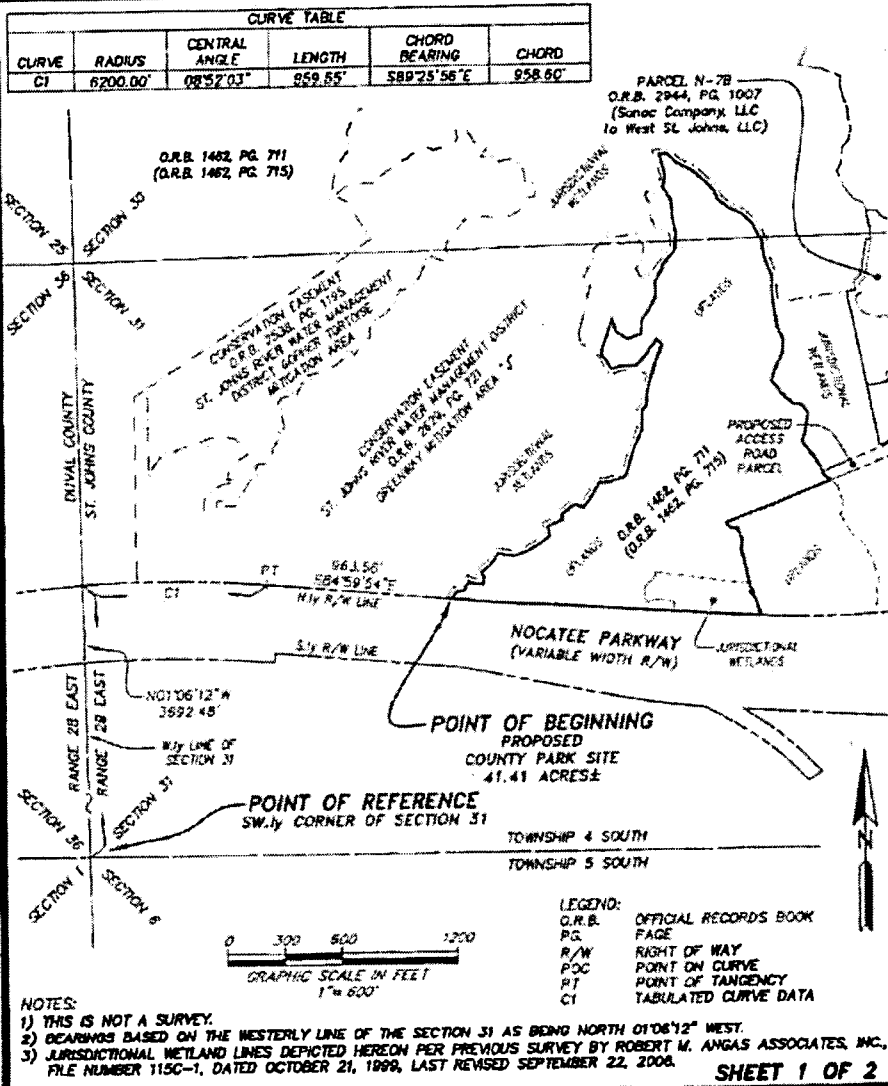 CURVE TABLE
CURVE RADIUS CENTRAL ANGLE LENGTH CHORD BEARING CHORD
C1 6200.00' 08°52'03" 959.55' S89°25'56"E 958.60'
PARCEL N-7B
O.R.B. 2944, PG. 1007
(Sonoc Company, LLC
to West St. Johns, LLC)
O.R.B. 1462, PG. 711
(O.R.B. 1462, PG. 715)
JURISDICTIONAL
WETLANDS
SECTION 25
SECTION 30
SECTION 36
SECTION 31
CONSERVATION EASEMENT
O.R.B. 2538, PG. 1195
ST. JOHNS RIVER WATER MANAGEMENT
DISTRICT GOPHER TORTOISE
MITIGATION AREA
CONSERVATION EASEMENT
ST. JOHNS RIVER WATER MANAGEMENT DISTRICT
O.R.B. 2629, PG. 721
GREENWAY MITIGATION AREA "5
UPLANDS
JURISDICTIONAL
WETLANDS
DUVAL COUNTY
ST. JOHNS COUNTY
JURISDICTIONAL
WETLANDS
PROPOSED
ACCESS
ROAD
PARCEL
O.R.B. 1462, PG. 711
(O.R.B. 1462, PG. 715)
UPLANDS
UPLANDS
PT
963.56'
S84°59'54"E
C1
N'ly R/W LINE
S'ly R/W LINE
NOCATEE PARKWAY
(VARIABLE WIDTH R/W)
JURISDICTIONAL
WETLANDS
N01°06'12"W
3692.48'
W'ly LINE OF
SECTION 31
RANGE 28 EAST
RANGE 29 EAST
POINT OF BEGINNING
PROPOSED
COUNTY PARK SITE
41.41 ACRES±
POINT OF REFERENCE
SW.ly CORNER OF SECTION 31
SECTION 36
SECTION 31
SECTION 1
SECTION 6
TOWNSHIP 4 SOUTH
TOWNSHIP 5 SOUTH
N
0 300 600 1200
GRAPHIC SCALE IN FEET
1"= 600'
LEGEND:
O.R.B. OFFICIAL RECORDS BOOK
PG. PAGE
R/W RIGHT OF WAY
POC POINT ON CURVE
PT POINT OF TANGENCY
C1 TABULATED CURVE DATA
NOTES:
1) THIS IS NOT A SURVEY.
2) BEARINGS BASED ON THE WESTERLY LINE OF THE SECTION 31 AS BEING NORTH 01°06'12" WEST.
3) JURISDICTIONAL WETLAND LINES DEPICTED HEREON PER PREVIOUS SURVEY BY ROBERT M. ANGAS ASSOCIATES, INC.,
FILE NUMBER 115C-1, DATED OCTOBER 21, 1999, LAST REVISED SEPTEMBER 22, 2006.
SHEET 1 OF 2